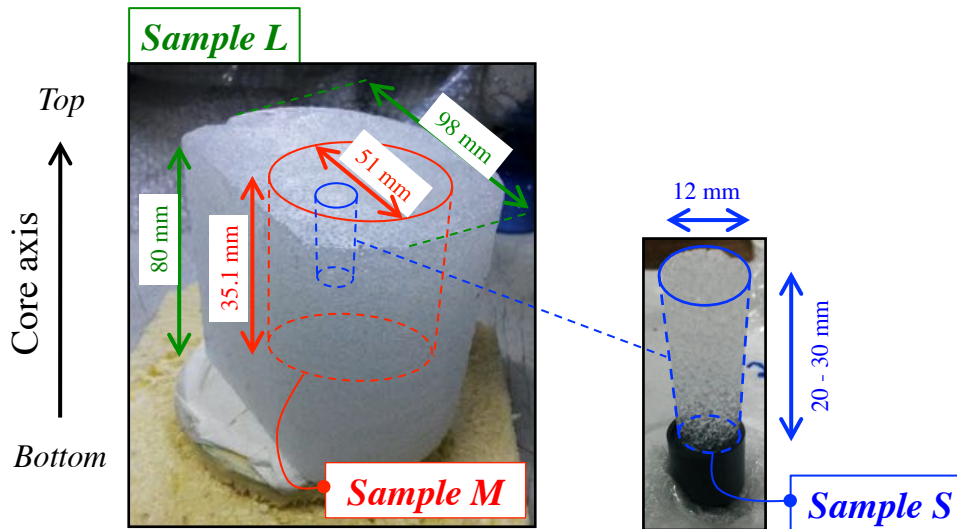 Sample L
Top
98 mm
51 mm
12 mm
80 mm
35.1 mm
Core axis
20 - 30 mm
Bottom
Sample M
Sample S